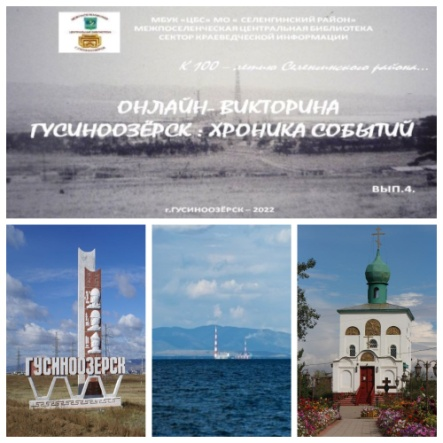 МБУК «ЦБС» МО « СЕЛЕНГИНСКИЙ РАЙОН»
МЕЖПОСЕЛЕНЧЕСКАЯ ЦЕНТРАЛЬНАЯ БИБЛИОТЕКА
СЕКТОР КРАЕВЕДЧЕСКОЙ ИНФОРМАЦИИ
К 100 – летию Селенгинского района...
ОНЛАЙН- ВИКТОРИНА
ГУСИНООЗЁРСК : ХРОНИКА СОБЫТИЙ
ВЫП.4.
г.ГУСИНООЗЁРСК – 2022
ГУСИНООЗЕРСК